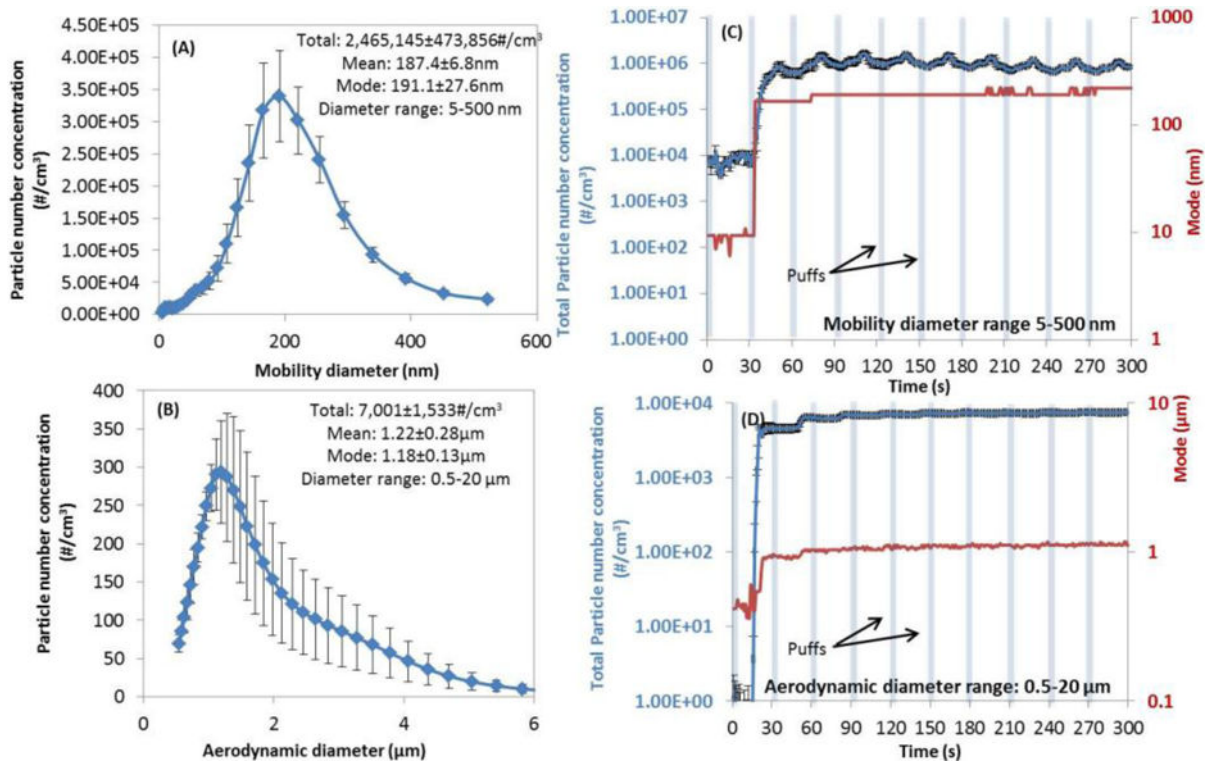 (A)
Total: 2,465,145±473,856#/cm³
Mean: 187.4±6.8nm
Mode: 191.1±27.6nm
Diameter range: 5-500 nm
Particle number concentration
(#/cm³)
4.50E+05
4.00E+05
3.50E+05
3.00E+05
2.50E+05
2.00E+05
1.50E+05
1.00E+05
5.00E+04
0.00E+00
0 200 400 600
Mobility diameter (nm)
(C)
Total Particle number concentration
(#/cm³)
1.00E+07
1.00E+06
1.00E+05
1.00E+04
1.00E+03
1.00E+02
1.00E+01
1.00E+00
1000
100
10
1
Mode (nm)
Puffs
Mobility diameter range 5-500 nm
0 30 60 90 120 150 180 210 240 270 300
Time (s)
(B)
Total: 7,001±1,533#/cm³
Mean: 1.22±0.28µm
Mode: 1.18±0.13µm
Diameter range: 0.5-20 µm
Particle number concentration
(#/cm³)
400
350
300
250
200
150
100
50
0
0 2 4 6
Aerodynamic diameter (µm)
(D)
Total Particle number concentration
(#/cm³)
1.00E+04
1.00E+03
1.00E+02
1.00E+01
1.00E+00
10
1
0.1
Mode (µm)
Puffs
Aerodynamic diameter range: 0.5-20 µm
0 30 60 90 120 150 180 210 240 270 300
Time (s)